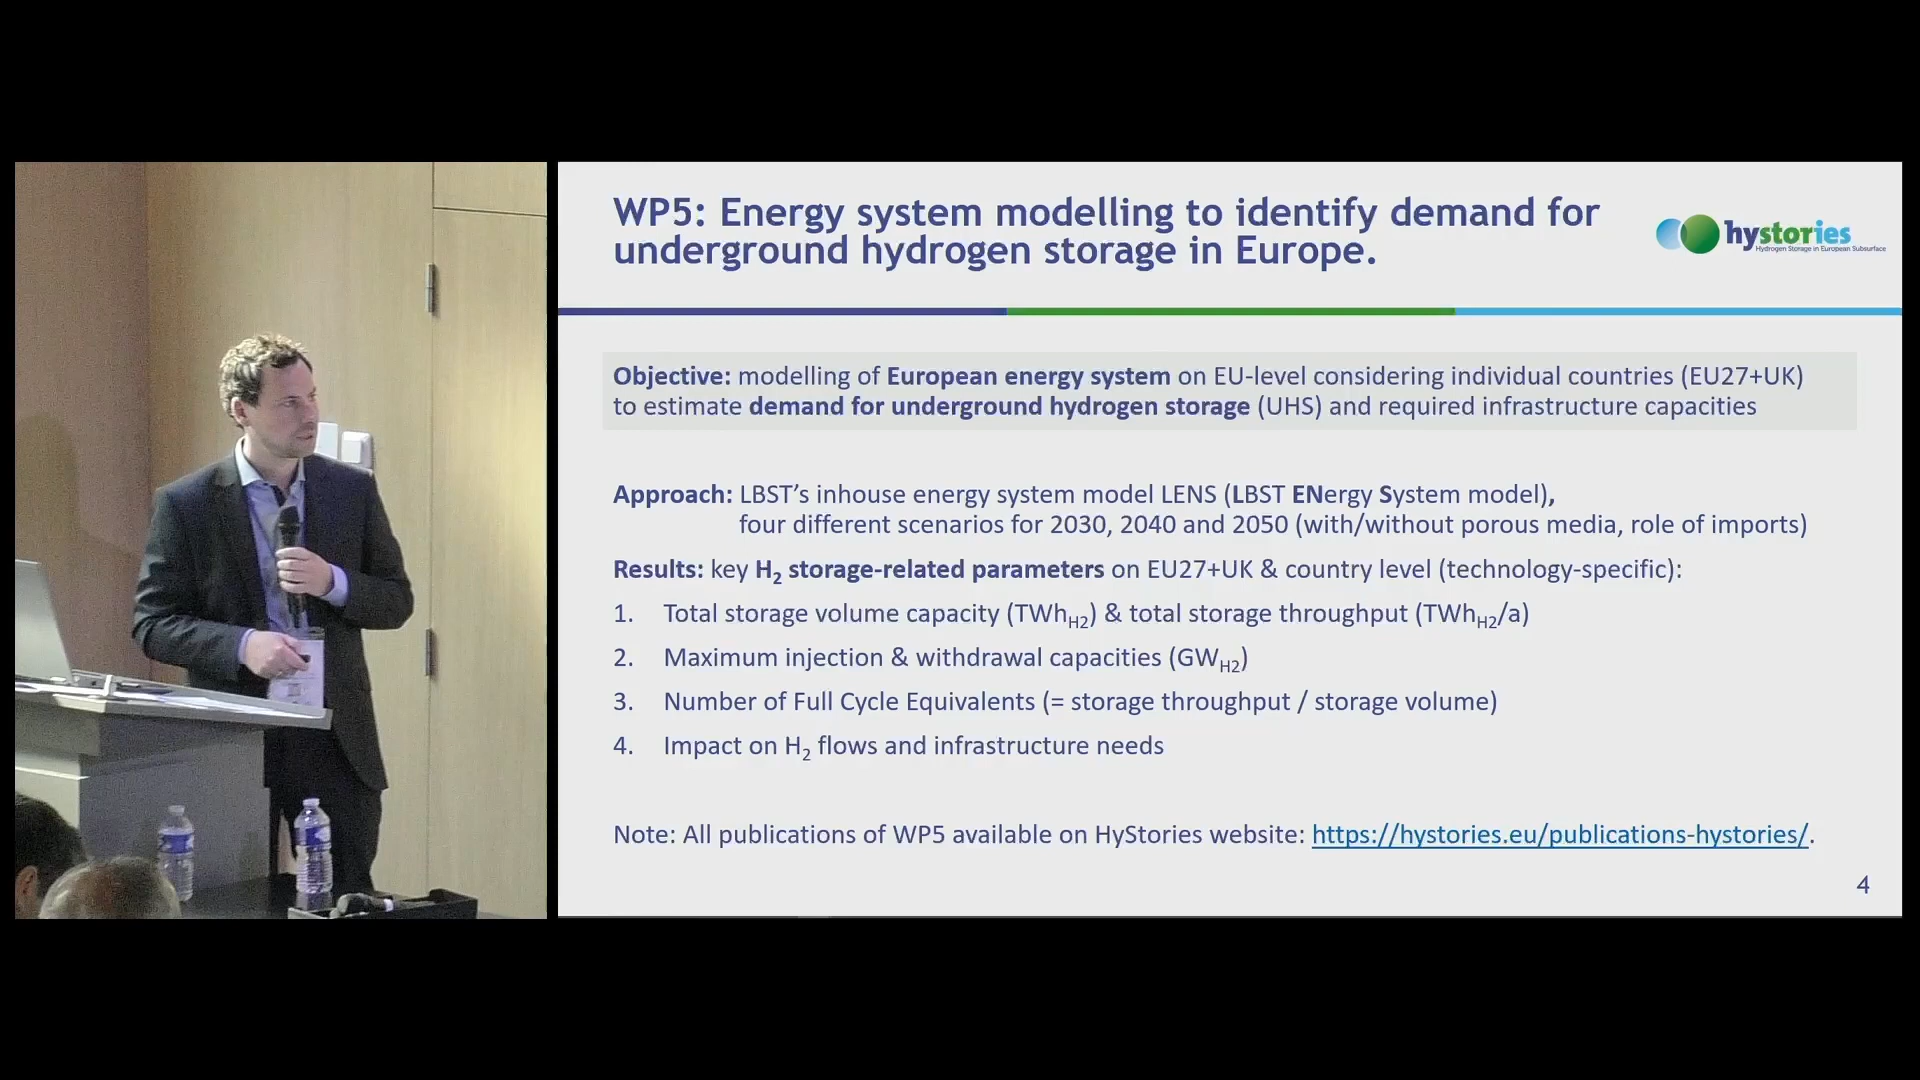 WP5: Energy system modelling to identify demand for
underground hydrogen storage in Europe.
hystories
Hydrogen Storage in European Subsurface
Objective: modelling of European energy system on EU-level considering individual countries (EU27+UK)
to estimate demand for underground hydrogen storage (UHS) and required infrastructure capacities
Approach: LBST’s inhouse energy system model LENS (LBST ENergy System model),
four different scenarios for 2030, 2040 and 2050 (with/without porous media, role of imports)
Results: key H₂ storage-related parameters on EU27+UK & country level (technology-specific):
1. Total storage volume capacity (TWhH2) & total storage throughput (TWhH2/a)
2. Maximum injection & withdrawal capacities (GWH2)
3. Number of Full Cycle Equivalents (= storage throughput / storage volume)
4. Impact on H₂ flows and infrastructure needs
Note: All publications of WP5 available on HyStories website: https://hystories.eu/publications-hystories/.
4